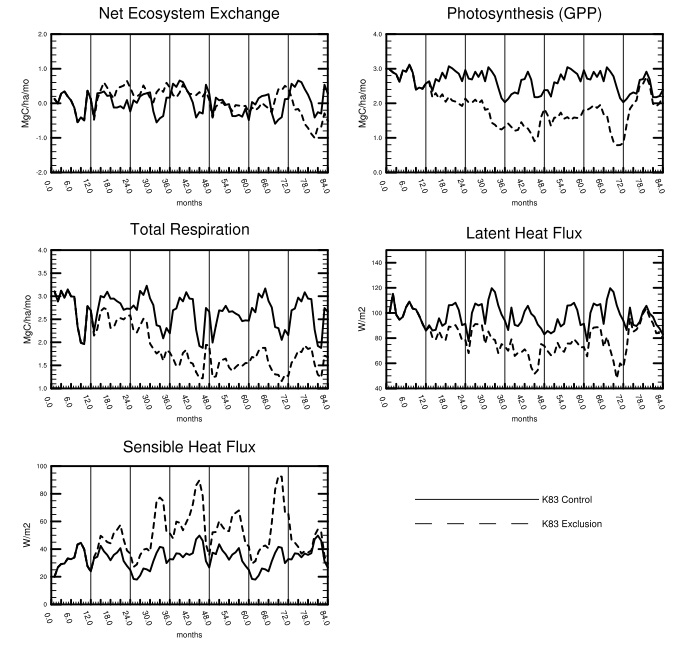 Net Ecosystem Exchange
MgC/ha/mo
2.0
1.0
0.0
-1.0
-2.0
0.0 6.0 12.0 18.0 24.0 30.0 36.0 42.0 48.0 54.0 60.0 66.0 72.0 78.0 84.0
months
Photosynthesis (GPP)
MgC/ha/mo
4.0
3.0
2.0
1.0
0.0
0.0 6.0 12.0 18.0 24.0 30.0 36.0 42.0 48.0 54.0 60.0 66.0 72.0 78.0 84.0
months
Total Respiration
MgC/ha/mo
4.0
3.5
3.0
2.5
2.0
1.5
1.0
0.0 6.0 12.0 18.0 24.0 30.0 36.0 42.0 48.0 54.0 60.0 66.0 72.0 78.0 84.0
months
Latent Heat Flux
W/m2
140
120
100
80
60
40
0.0 6.0 12.0 18.0 24.0 30.0 36.0 42.0 48.0 54.0 60.0 66.0 72.0 78.0 84.0
months
Sensible Heat Flux
W/m2
100
80
60
40
20
0
0.0 6.0 12.0 18.0 24.0 30.0 36.0 42.0 48.0 54.0 60.0 66.0 72.0 78.0 84.0
months
K83 Control
K83 Exclusion